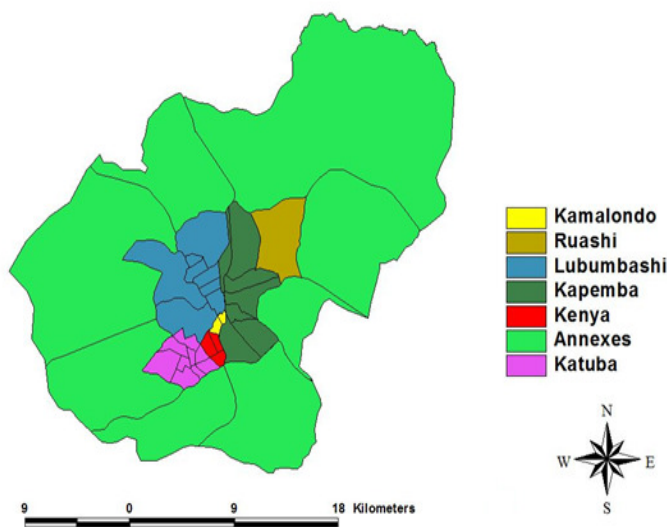 Kamalondo
Ruashi
Lubumbashi
Kapemba
Kenya
Annexes
Katuba
N
W E
S
9 0 9 18 Kilometers